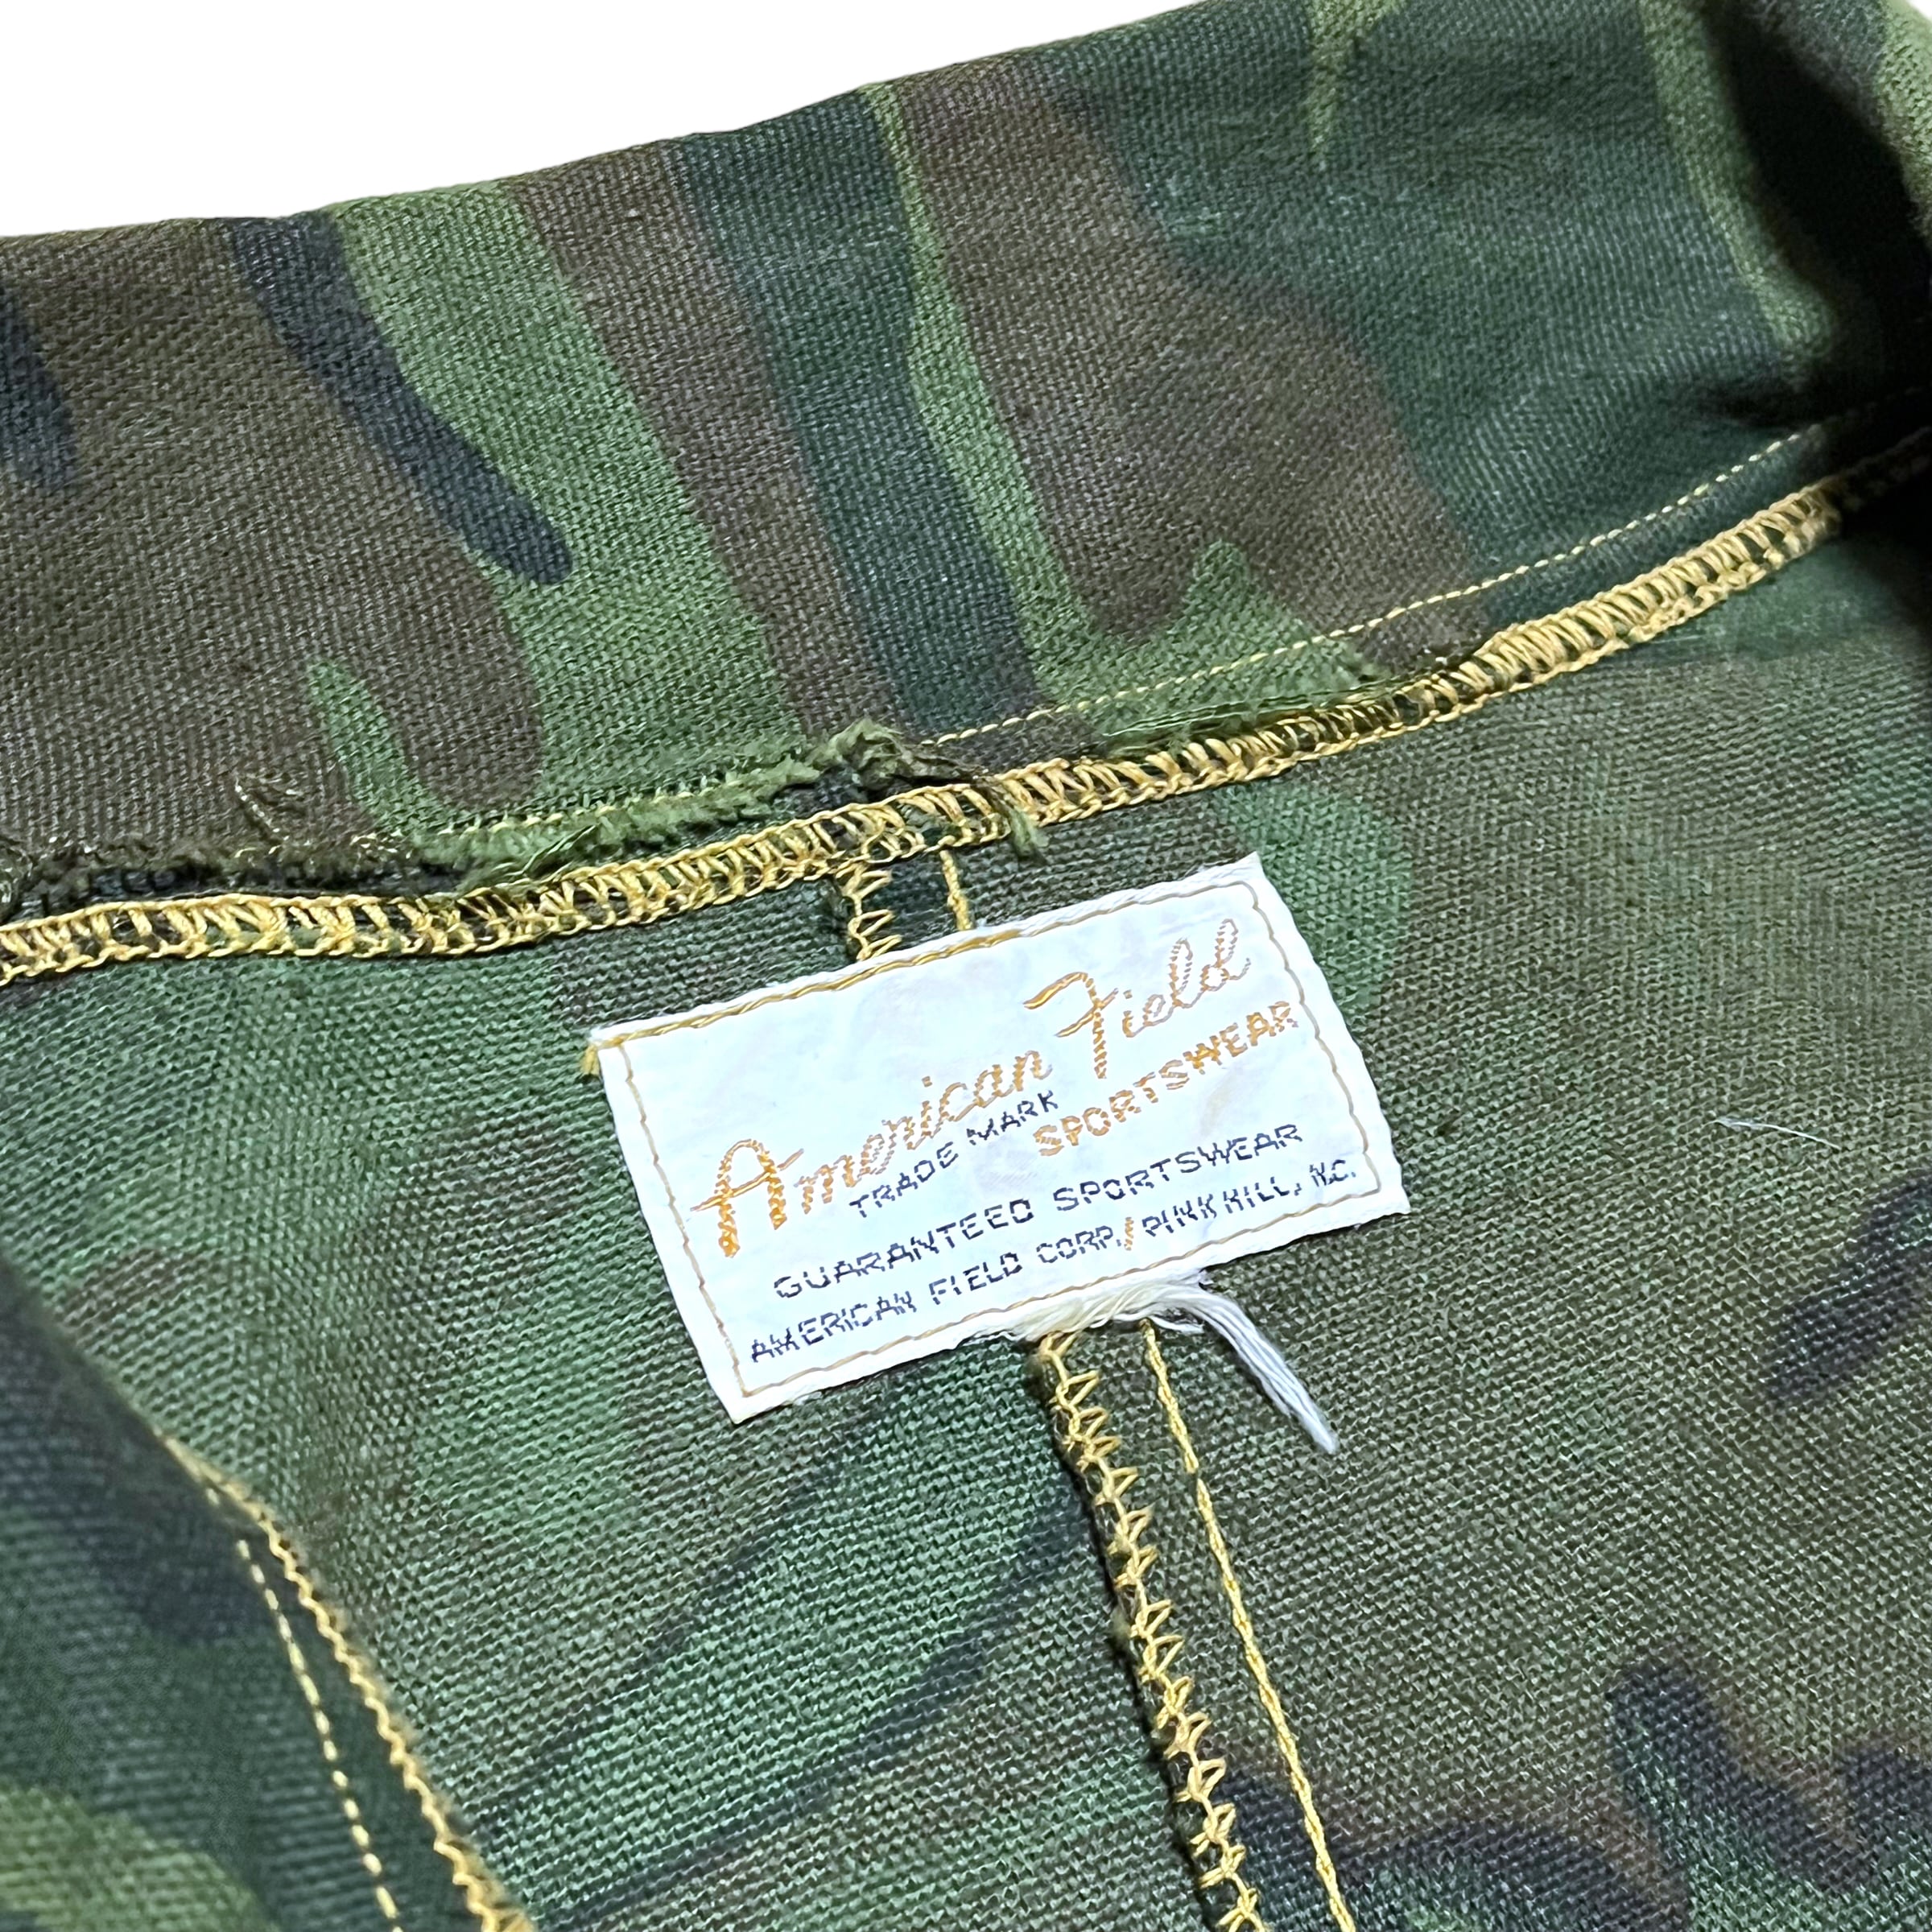 American Field
TRADE MARK SPORTSWEAR
GUARANTEED SPORTSWEAR
AMERICAN FIELD CORP./PINK HILL, N.C.